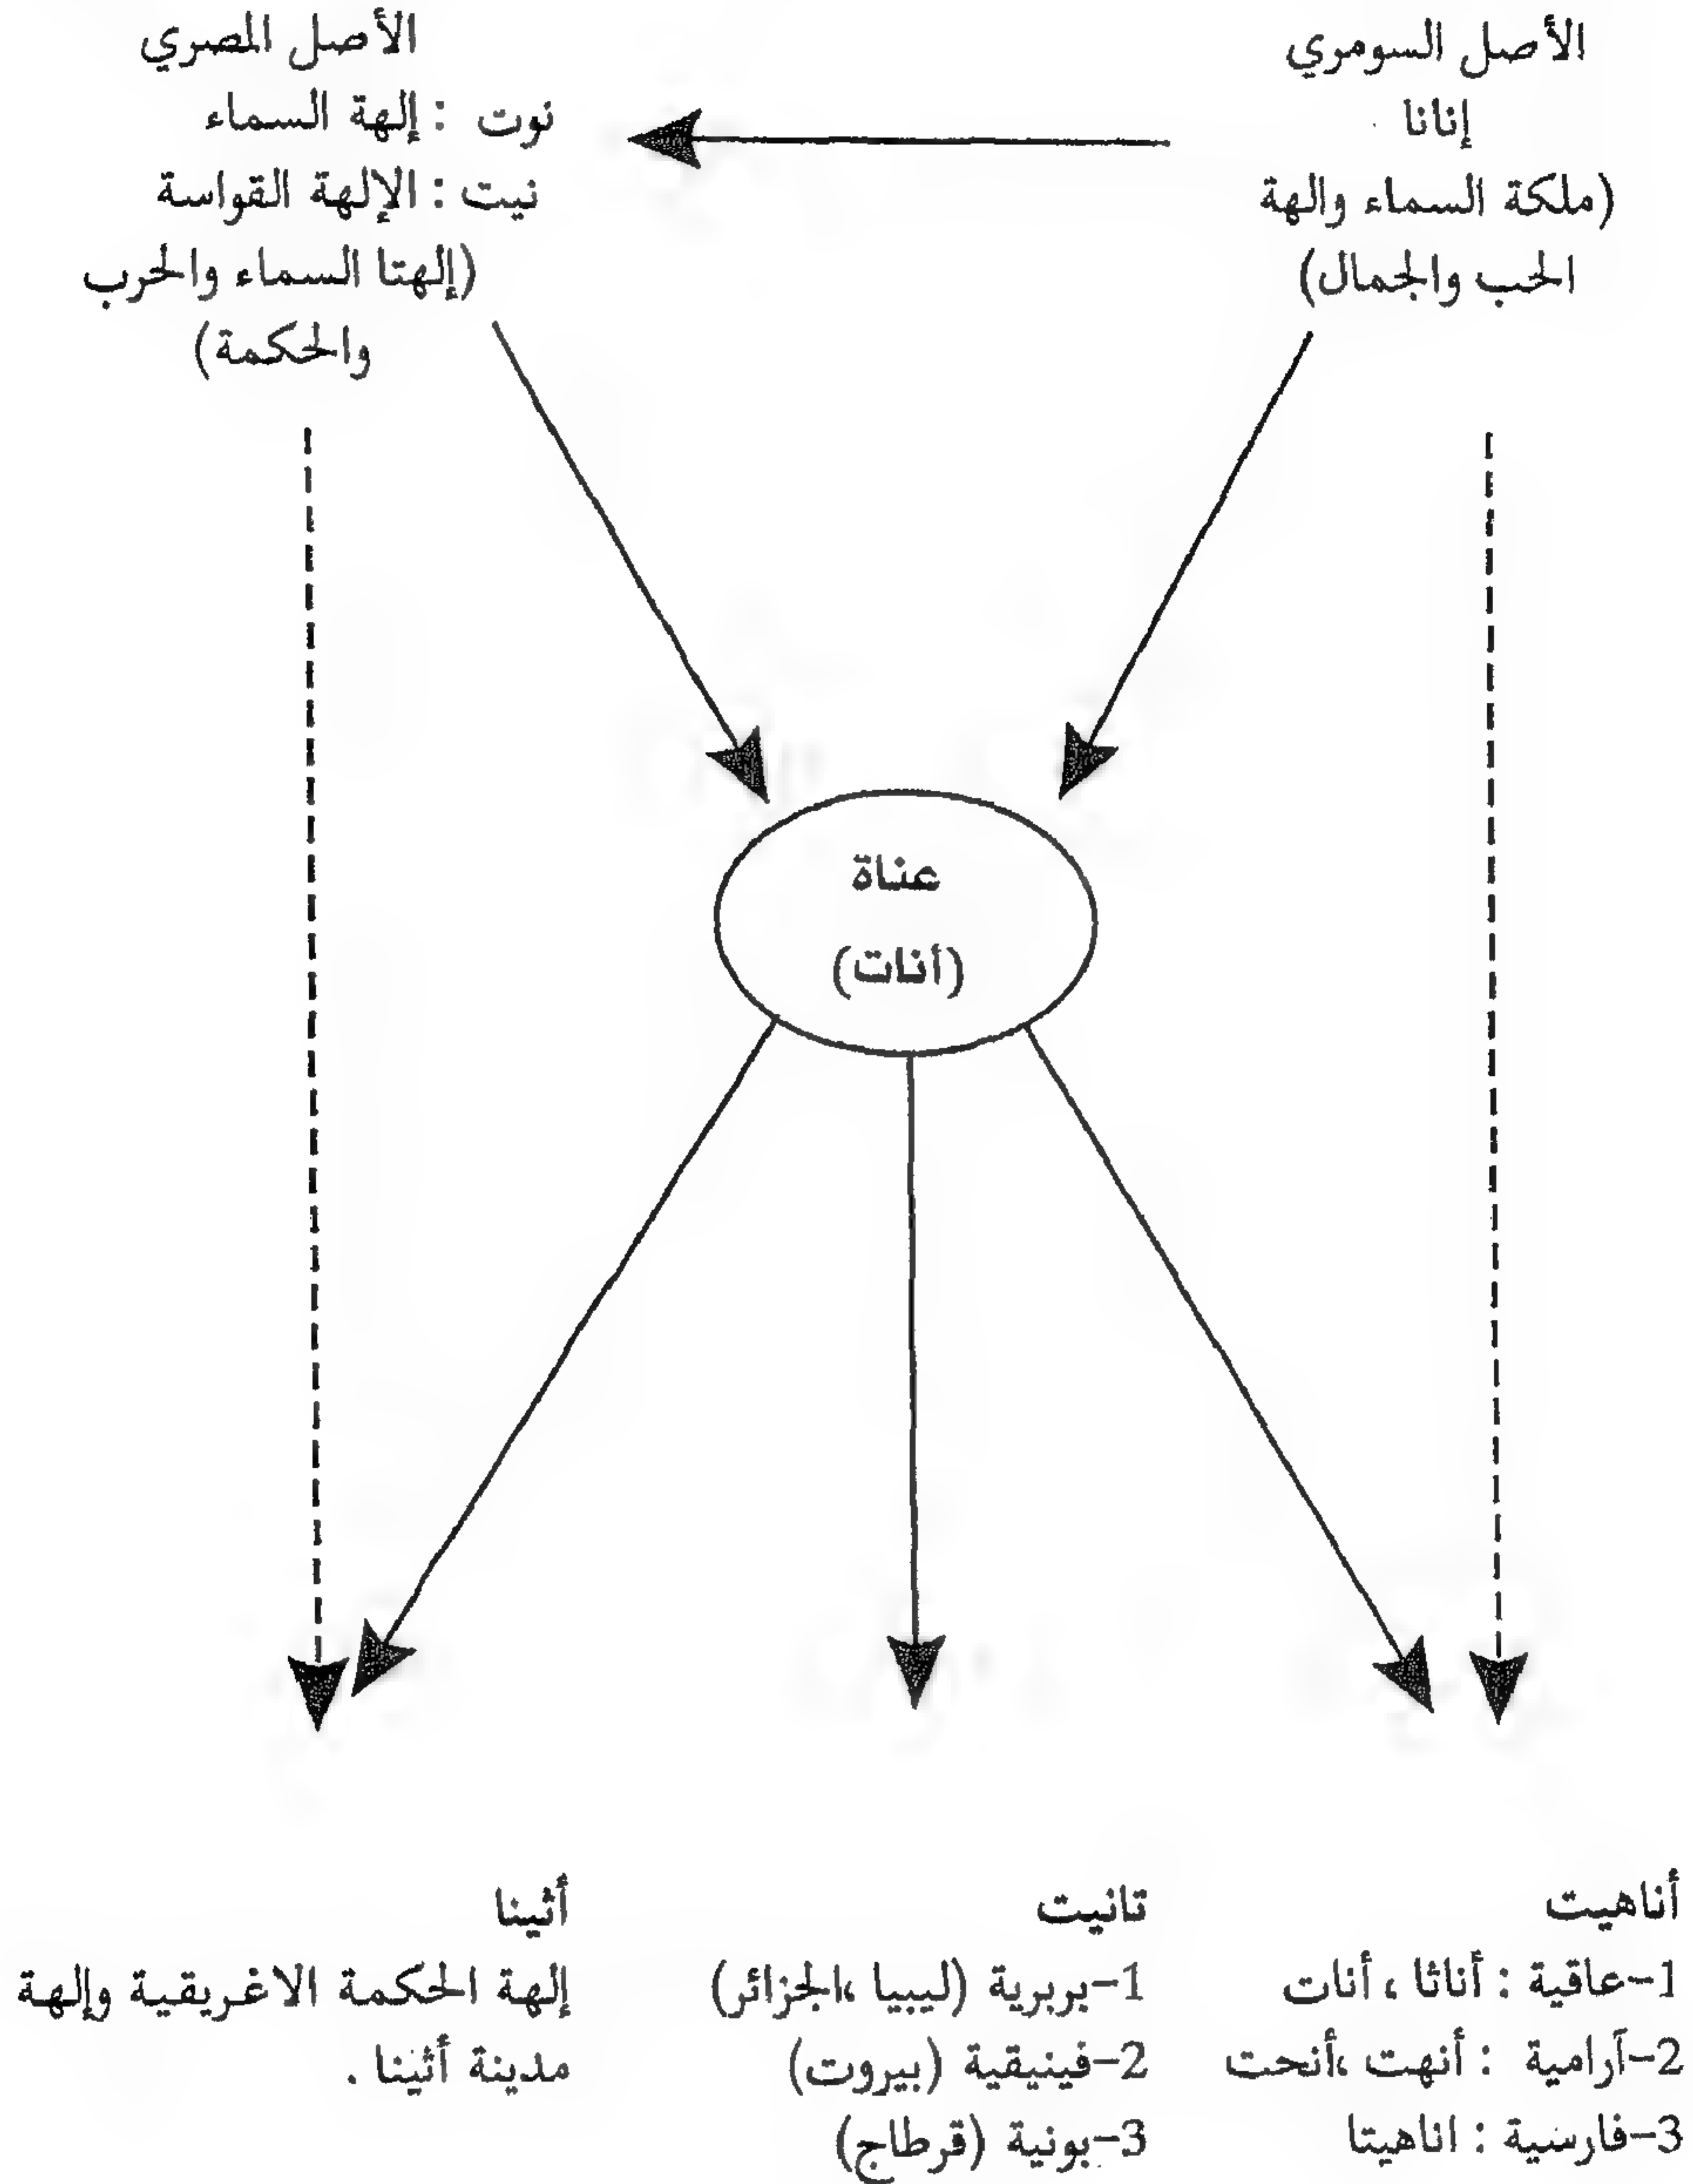 الأصل السومري
إنانا
(ملكة السماء والهة
الحب والجمال)
الأصل المصري
نوت : إلهة السماء
نيت : الإلهة القواسة
(إلهتا السماء والحرب
والحكمة)
عناة
(أنات)
أناهيت
1-عاقية : أناثا ، أنات
2-آرامية : أنهت ،أنحت
3-فارسية : اناهيتا
تانيت
1-بربرية (ليبيا ،الجزائر)
2-فينيقية (بيروت)
3-بونية (قرطاج)
أثينا
إلهة الحكمة الاغريقية وإلهة
مدينة أثينا .